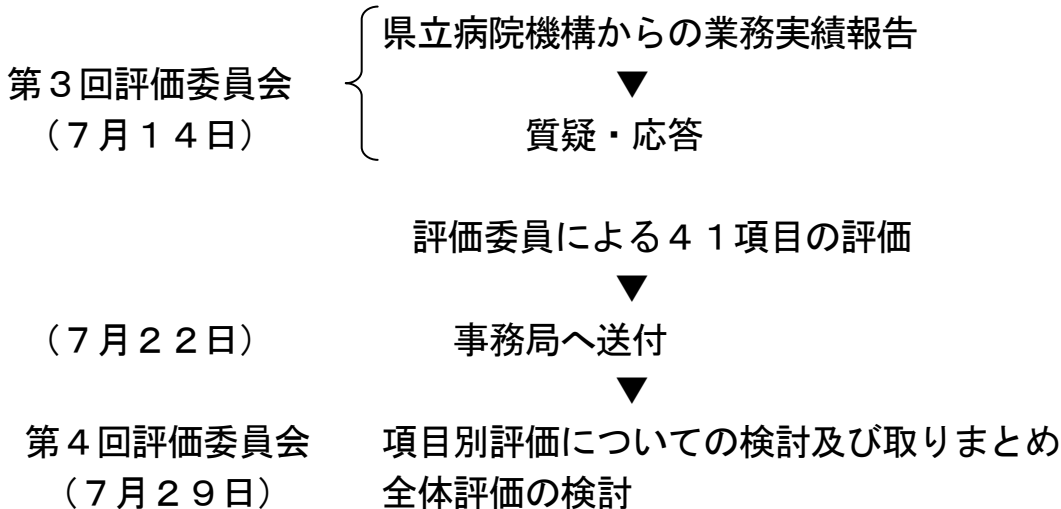 県立病院機構からの業務実績報告
第３回評価委員会
▼
（７月１４日）
質疑・応答
評価委員による４１項目の評価
▼
（７月２２日） 事務局へ送付
▼
第４回評価委員会 項目別評価についての検討及び取りまとめ
（７月２９日） 全体評価の検討